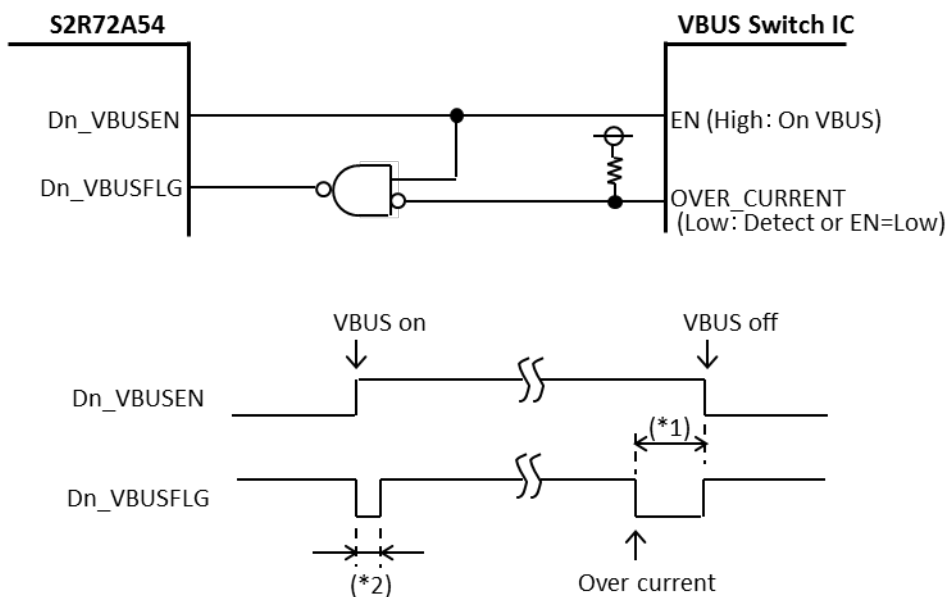 S2R72A54
VBUS Switch IC
Dn_VBUSEN
EN (High: On VBUS)
Dn_VBUSFLG
OVER_CURRENT
(Low: Detect or EN=Low)
VBUS on
VBUS off
Dn_VBUSEN
(*1)
Dn_VBUSFLG
(*2)
Over current